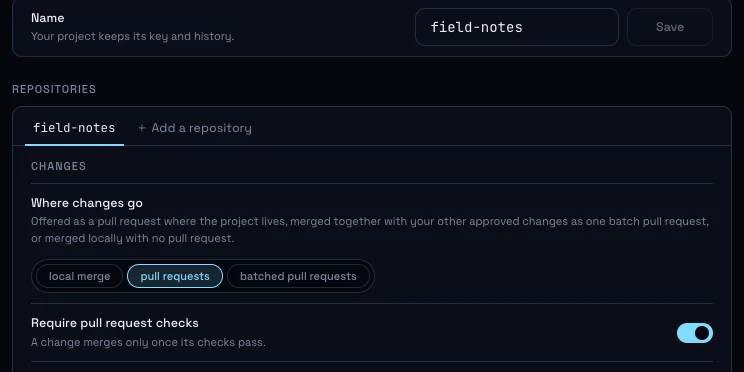 Name
Your project keeps its key and history.
field-notes
Save
REPOSITORIES
field-notes
+ Add a repository
CHANGES
Where changes go
Offered as a pull request where the project lives, merged together with your other approved changes as one batch pull request,
or merged locally with no pull request.
local merge
pull requests
batched pull requests
Require pull request checks
A change merges only once its checks pass.